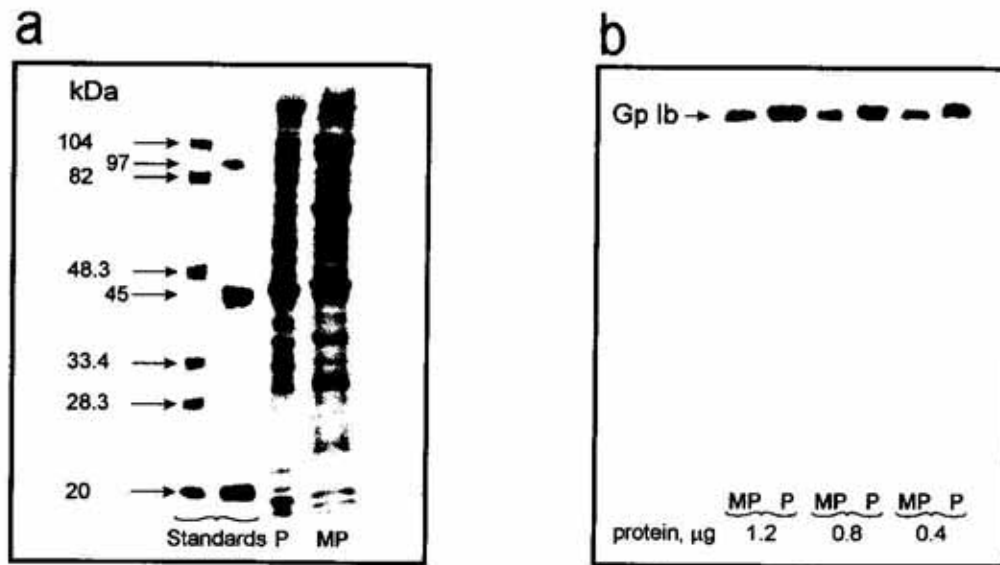 a
kDa
104
97
82
48.3
45
33.4
28.3
20
Standards P MP
b
Gp Ib
MP P MP P MP P
protein, μg 1.2 0.8 0.4